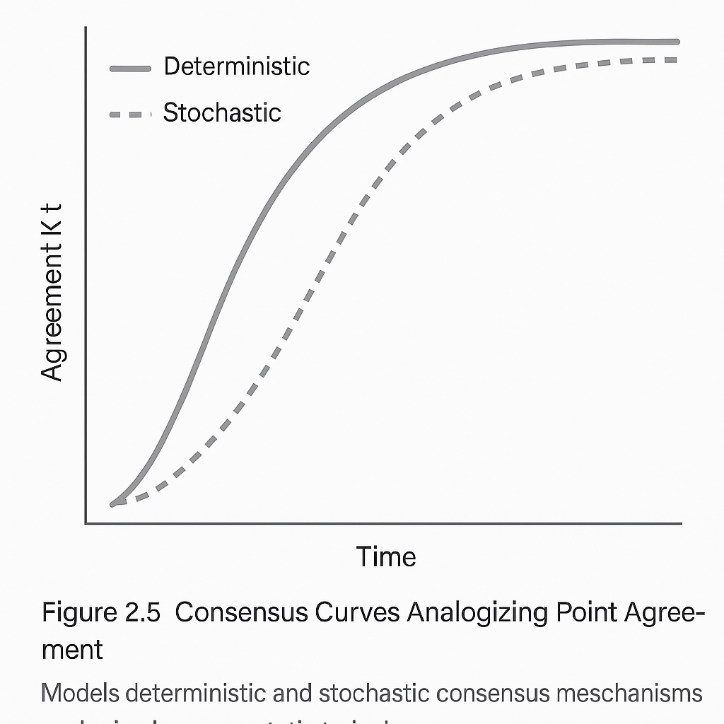 Deterministic
Stochastic
Agreement K t
Time
Figure 2.5 Consensus Curves Analogizing Point Agree-
ment
Models deterministic and stochastic consensus meschanisms